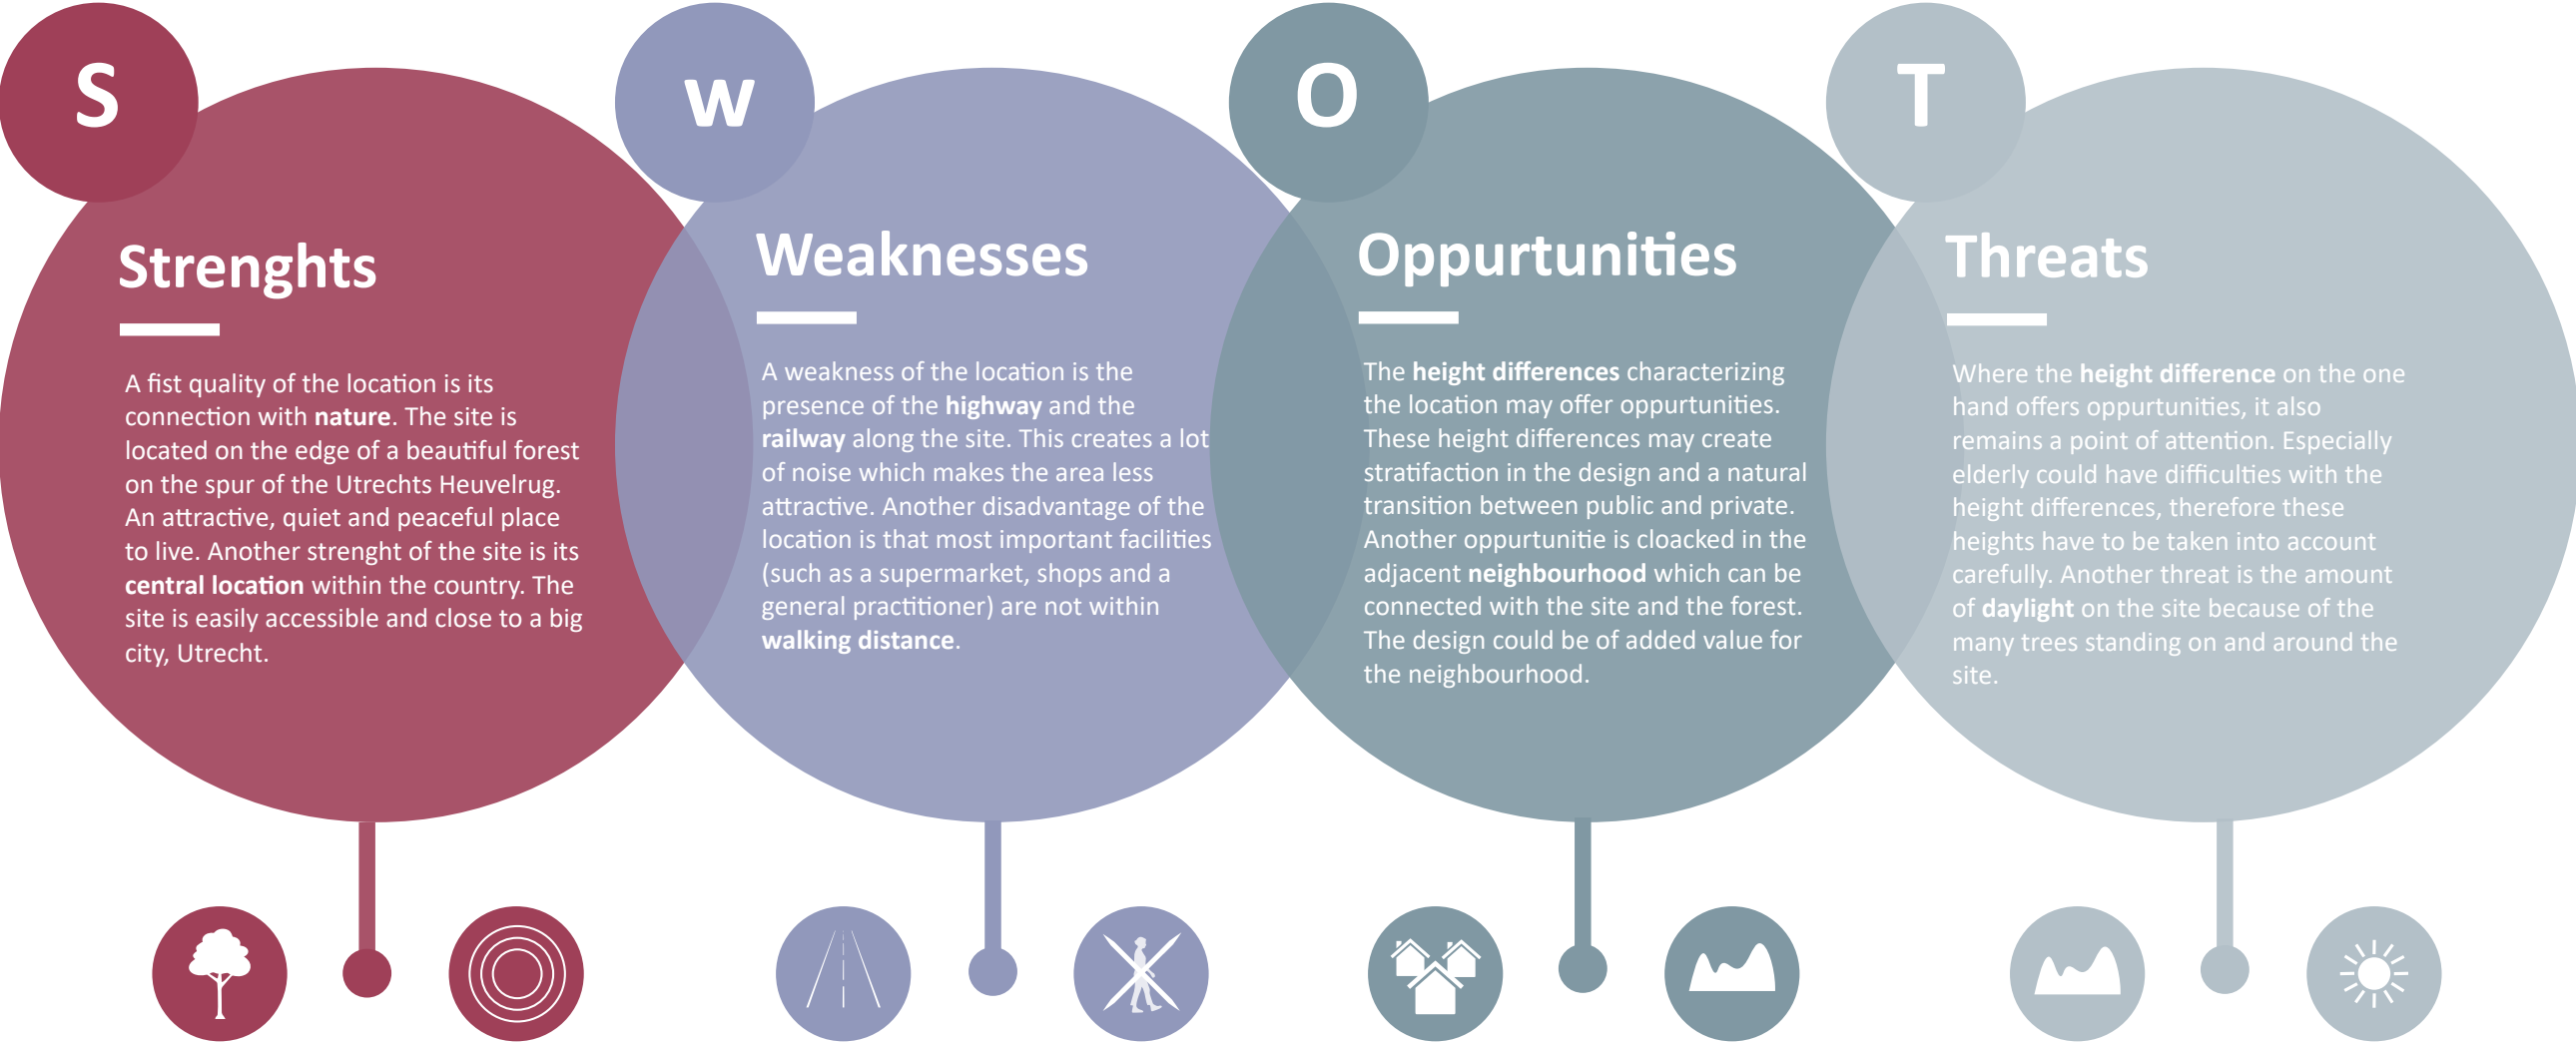 S
Strenghts
A fist quality of the location is its
connection with nature. The site is
located on the edge of a beautiful forest
on the spur of the Utrechts Heuvelrug.
An attractive, quiet and peaceful place
to live. Another strenght of the site is its
central location within the country. The
site is easily accessible and close to a big
city, Utrecht.
W
Weaknesses
A weakness of the location is the
presence of the highway and the
railway along the site. This creates a lot
of noise which makes the area less
attractive. Another disadvantage of the
location is that most important facilities
(such as a supermarket, shops and a
general practitioner) are not within
walking distance.
O
Oppurtunities
The height differences characterizing
the location may offer oppurtunities.
These height differences may create
stratifaction in the design and a natural
transition between public and private.
Another oppurtunitie is cloacked in the
adjacent neighbourhood which can be
connected with the site and the forest.
The design could be of added value for
the neighbourhood.
T
Threats
Where the height difference on the one
hand offers oppurtunities, it also
remains a point of attention. Especially
elderly could have difficulties with the
height differences, therefore these
heights have to be taken into account
carefully. Another threat is the amount
of daylight on the site because of the
many trees standing on and around the
site.